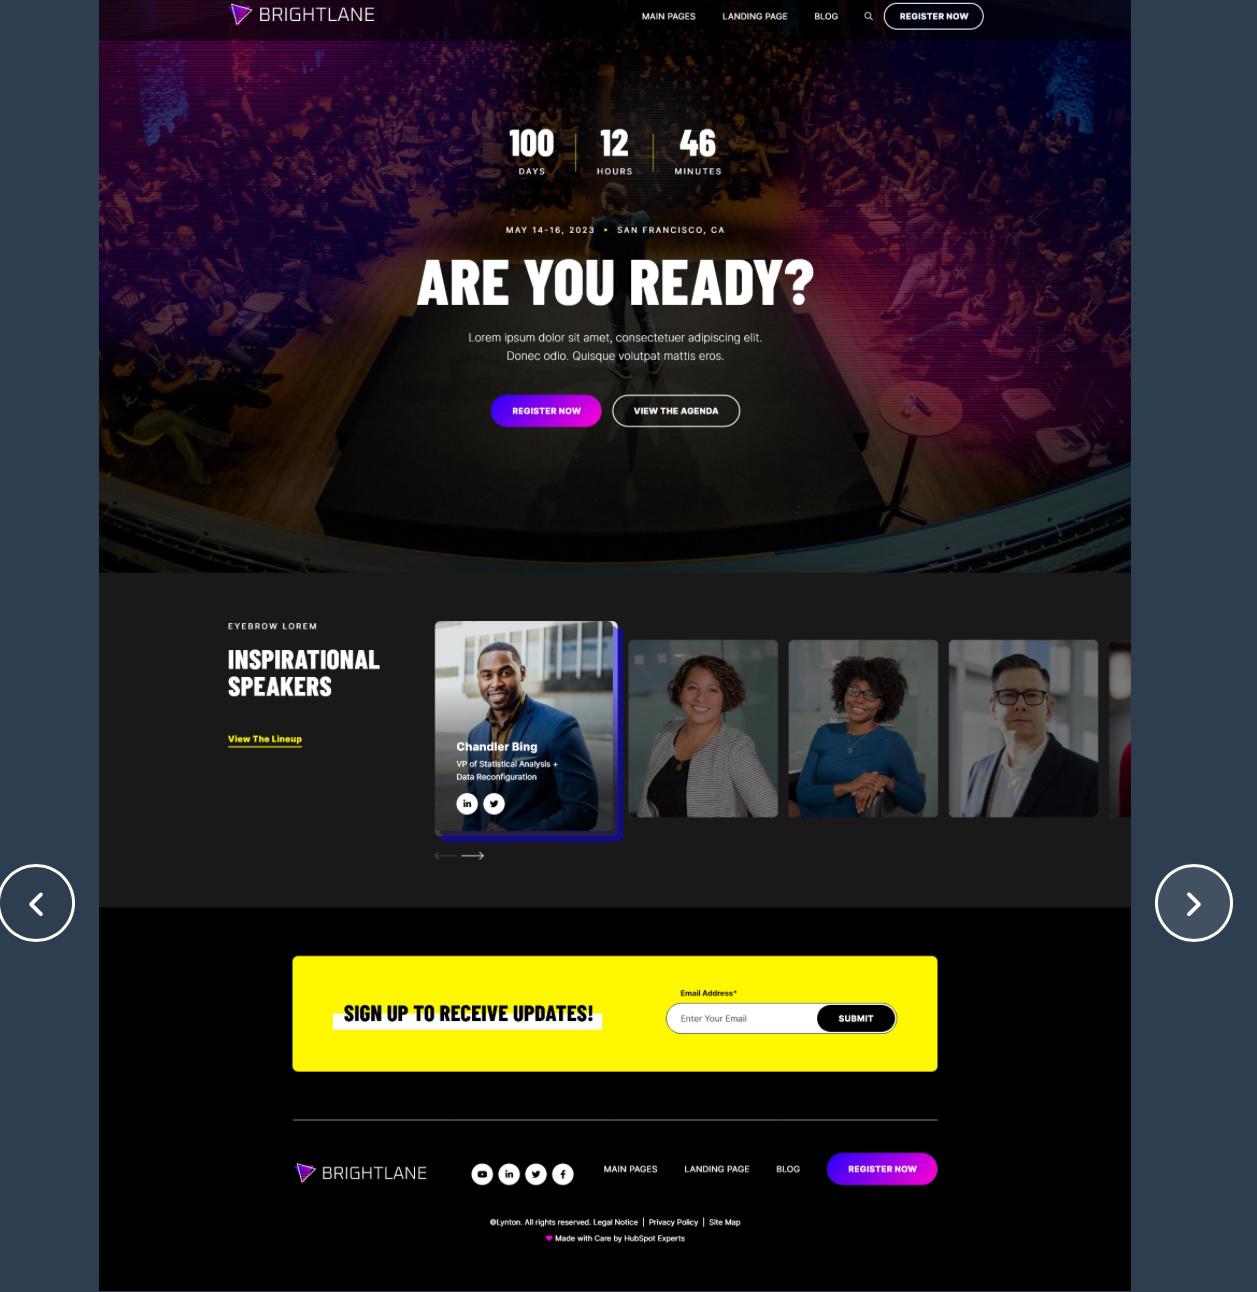 BRIGHTLANE
MAIN PAGES LANDING PAGE BLOG REGISTER NOW
100 12 46
DAYS HOURS MINUTES
MAY 14-16, 2023 • SAN FRANCISCO, CA
ARE YOU READY?
Lorem ipsum dolor sit amet, consectetuer adipiscing elit.
Donec odio. Quisque volutpat mattis eros.
REGISTER NOW VIEW THE AGENDA
EYEBROW LOREM
INSPIRATIONAL
SPEAKERS
View The Lineup
Chandler Bing
VP of Statistical Analysis +
Data Reconfiguration
in
SIGN UP TO RECEIVE UPDATES!
Email Address*
Enter Your Email SUBMIT
BRIGHTLANE
in f
MAIN PAGES LANDING PAGE BLOG REGISTER NOW
©Lynton. All rights reserved. Legal Notice | Privacy Policy | Site Map
Made with Care by HubSpot Experts